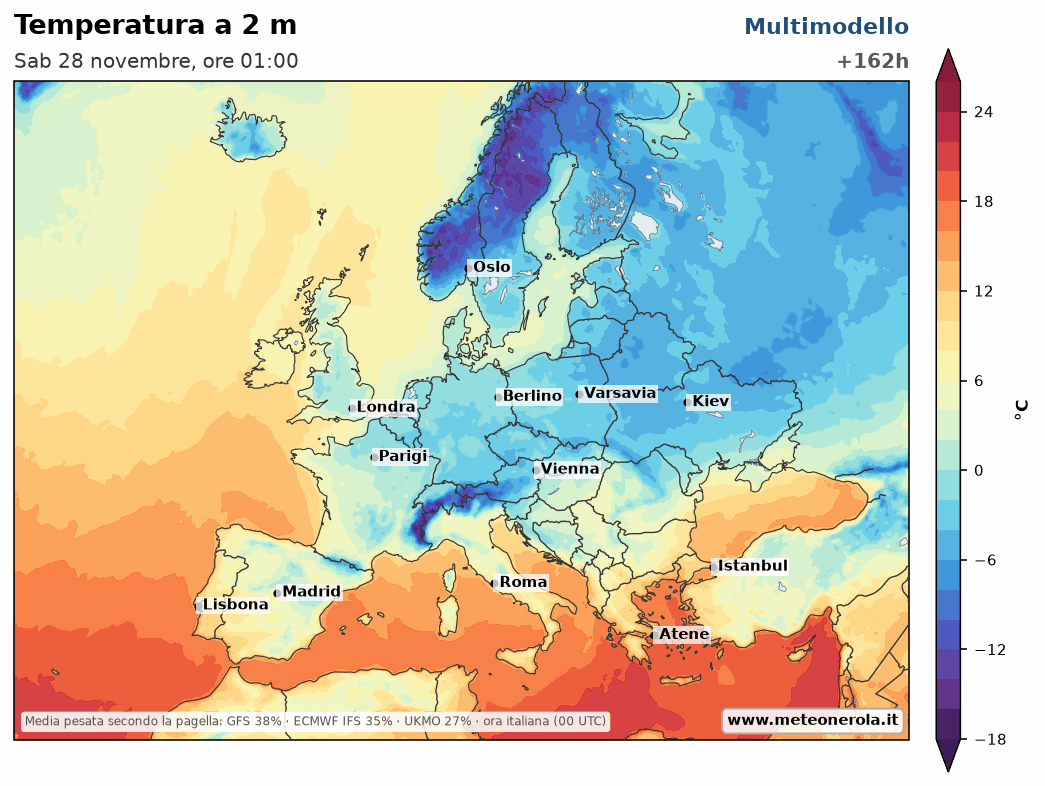 Temperatura a 2 m
Multimodello
Sab 28 novembre, ore 01:00
+162h
24
18
12
6
0
−6
−12
−18
°C
Oslo
Londra
Berlino
Varsavia
Kiev
Parigi
Vienna
Istanbul
Roma
Madrid
Lisbona
Atene
Media pesata secondo la pagella: GFS 38% · ECMWF IFS 35% · UKMO 27% · ora italiana (00 UTC)
www.meteonerola.it